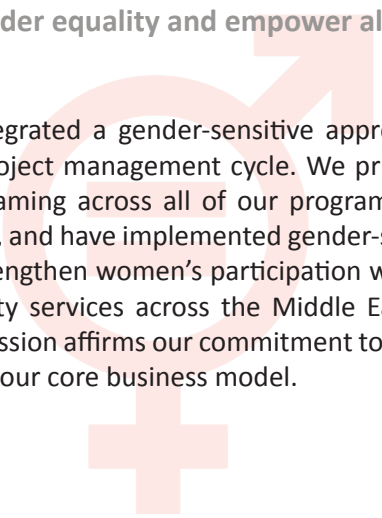 der equality and empower al
egrated a gender-sensitive appr
oject management cycle. We pr
aming across all of our program
, and have implemented gender-s
engthen women's participation w
ty services across the Middle Ea
ssion affirms our commitment to
our core business model.